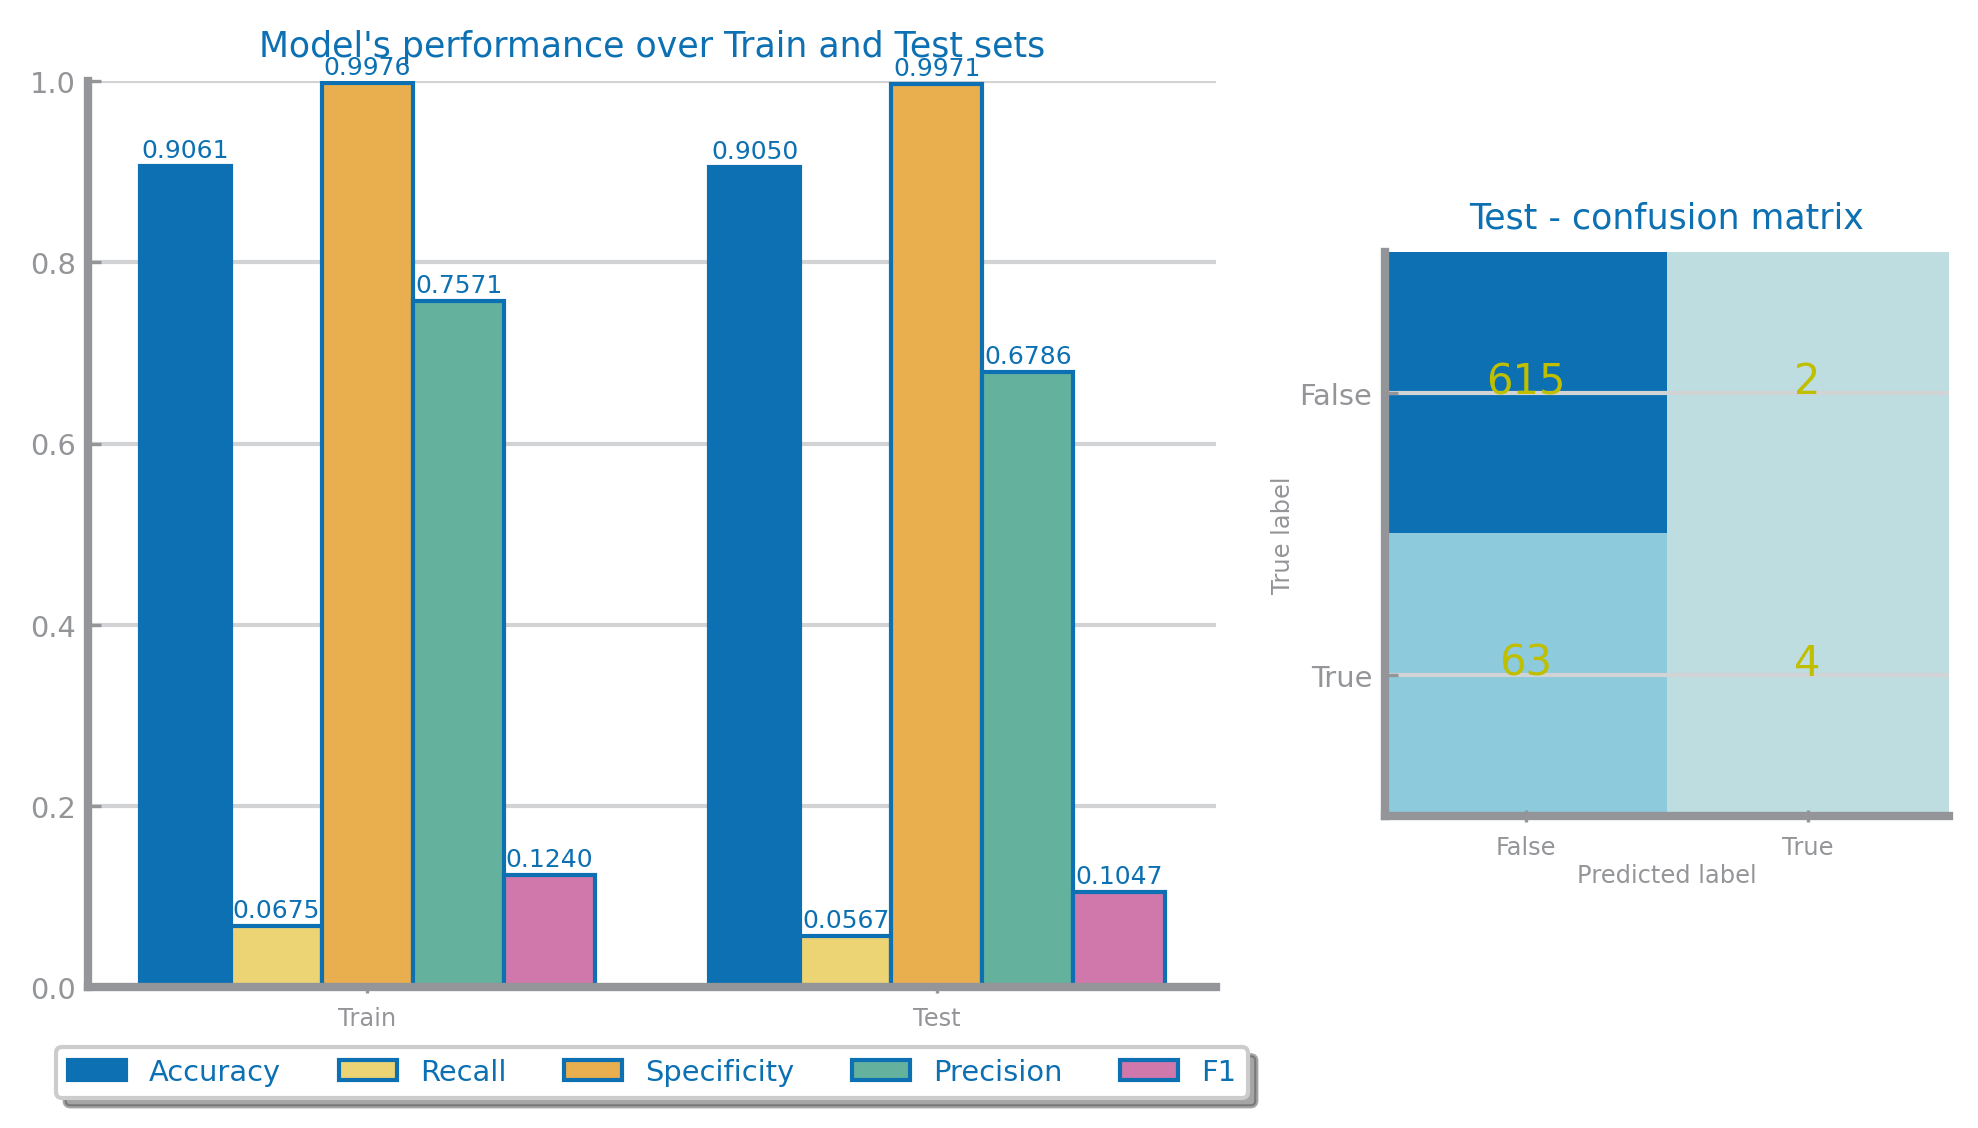 Model's performance over Train and Test sets
0.9976
0.9971
1.0
0.9061
0.9050
0.8
0.7571
0.6786
0.6
0.4
0.2
0.1240
0.1047
0.0675
0.0567
0.0
Train
Test
Accuracy Recall Specificity Precision F1
Test - confusion matrix
615 2
False
True label
63 4
True
False True
Predicted label